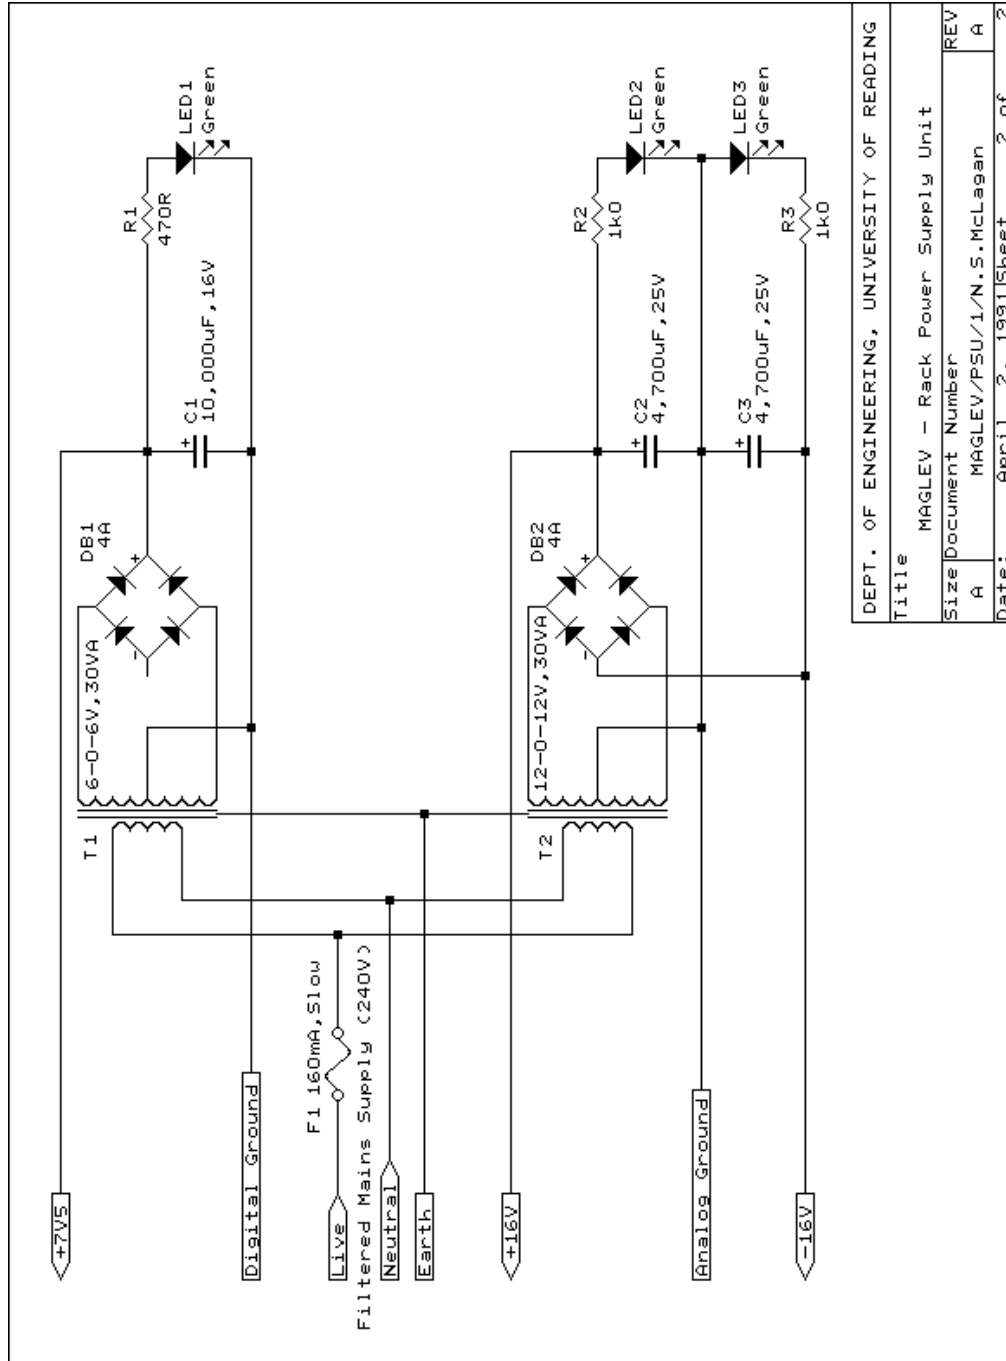 +7V5
Digital Ground
F1 160mA,Slow
Live
Filtered Mains Supply (240V)
Neutral
Earth
+16V
Analog Ground
-16V
T1
6-0-6V,30VA
DB1
4A
-
+
+
C1
10,000uF,16V
R1
470R
LED1
Green
T2
12-0-12V,30VA
DB2
4A
-
+
+
C2
4,700uF,25V
+
C3
4,700uF,25V
R2
1k0
R3
1k0
LED2
Green
LED3
Green
DEPT. OF ENGINEERING, UNIVERSITY OF READING
Title
MAGLEV - Rack Power Supply Unit
Size Document Number REV
A MAGLEV/PSU/1/N.S.McLagan A
Date: April 2, 1991 Sheet 2 of 2